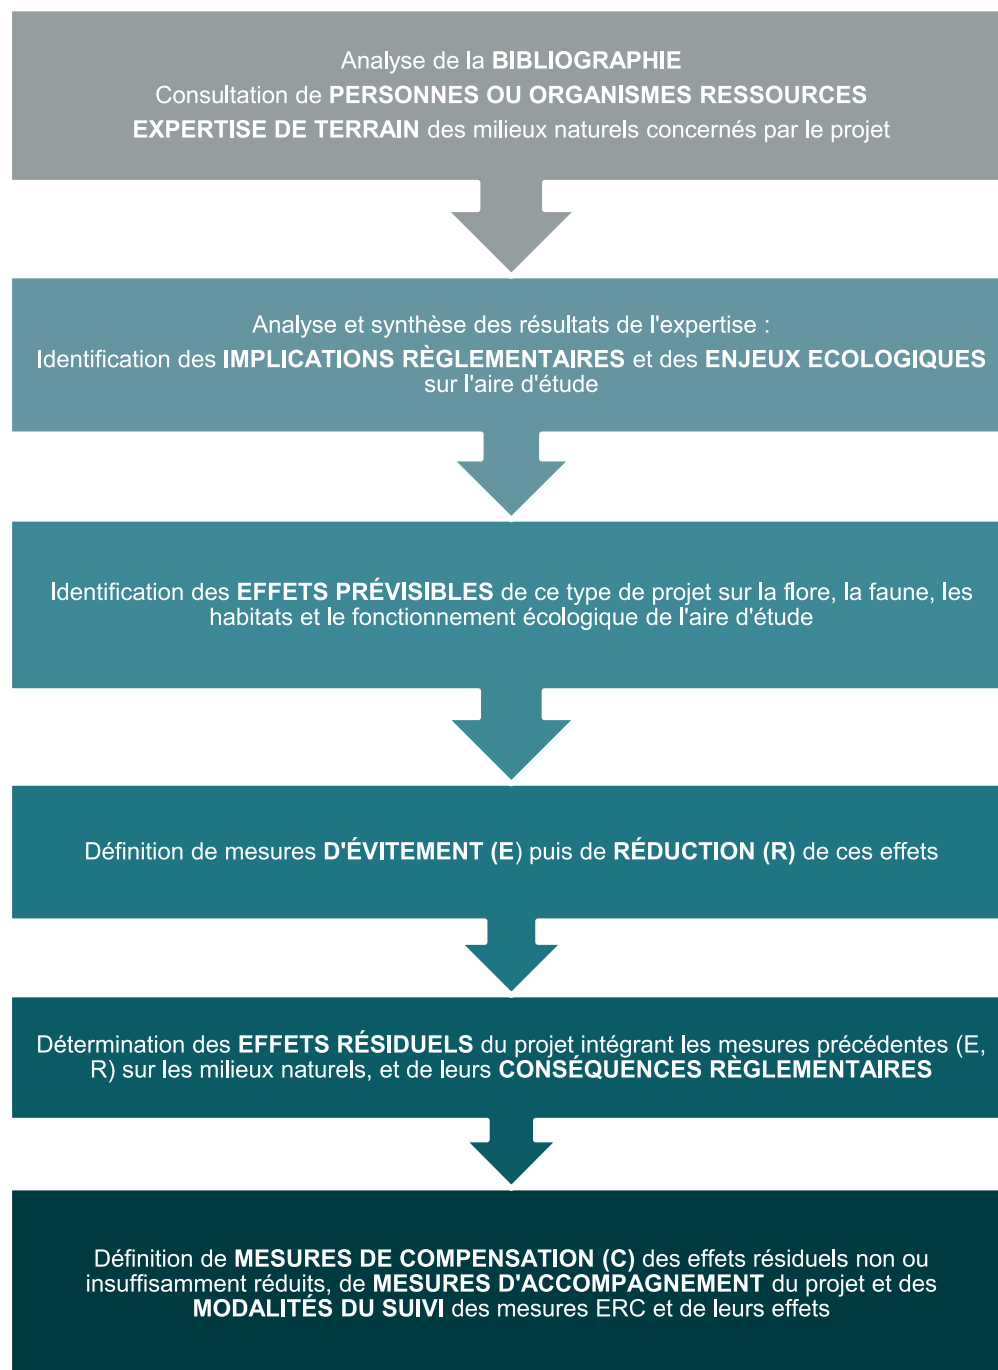 Analyse de la BIBLIOGRAPHIE
Consultation de PERSONNES OU ORGANISMES RESSOURCES
EXPERTISE DE TERRAIN des milieux naturels concernés par le projet
Analyse et synthèse des résultats de l'expertise :
Identification des IMPLICATIONS RÈGLEMENTAIRES et des ENJEUX ECOLOGIQUES
sur l'aire d'étude
Identification des EFFETS PRÉVISIBLES de ce type de projet sur la flore, la faune, les
habitats et le fonctionnement écologique de l'aire d'étude
Définition de mesures D'ÉVITEMENT (E) puis de RÉDUCTION (R) de ces effets
Détermination des EFFETS RÉSIDUELS du projet intégrant les mesures précédentes (E,
R) sur les milieux naturels, et de leurs CONSÉQUENCES RÈGLEMENTAIRES
Définition de MESURES DE COMPENSATION (C) des effets résiduels non ou
insuffisamment réduits, de MESURES D'ACCOMPAGNEMENT du projet et des
MODALITÉS DU SUIVI des mesures ERC et de leurs effets